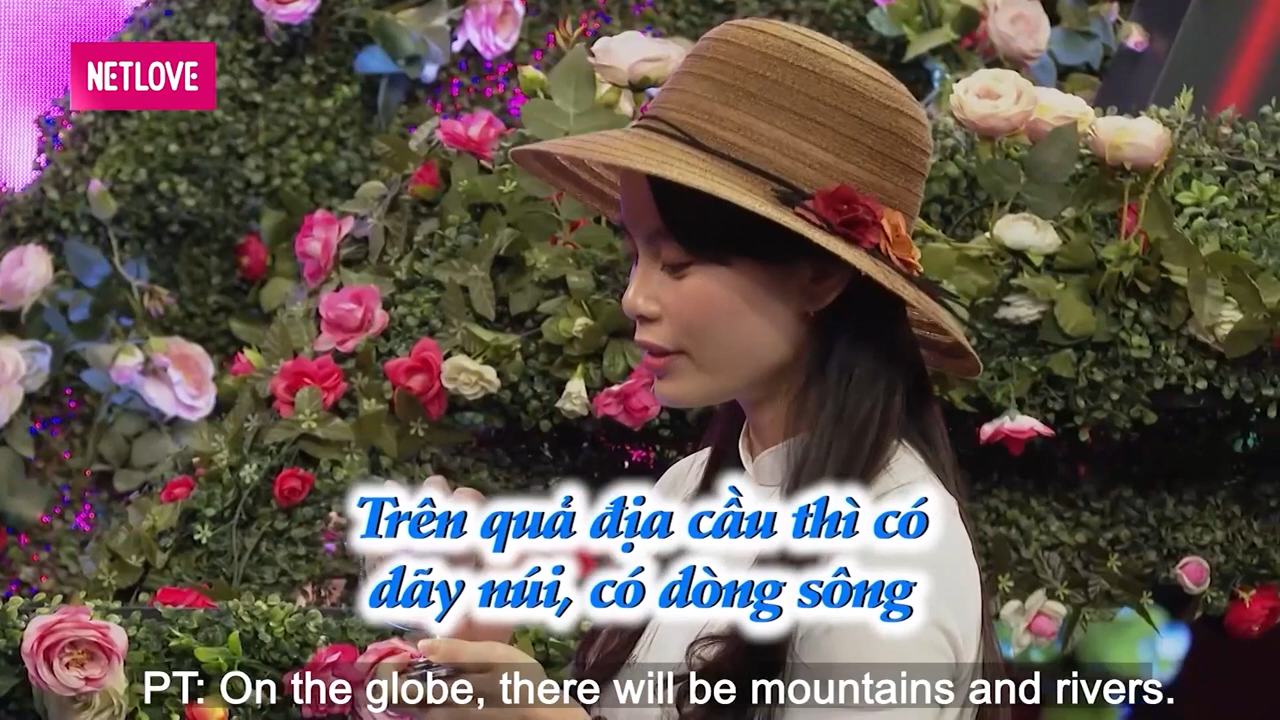 NETLOVE
Trên quả địa cầu thì có
dãy núi, có dòng sông
PT: On the globe, there will be mountains and rivers.